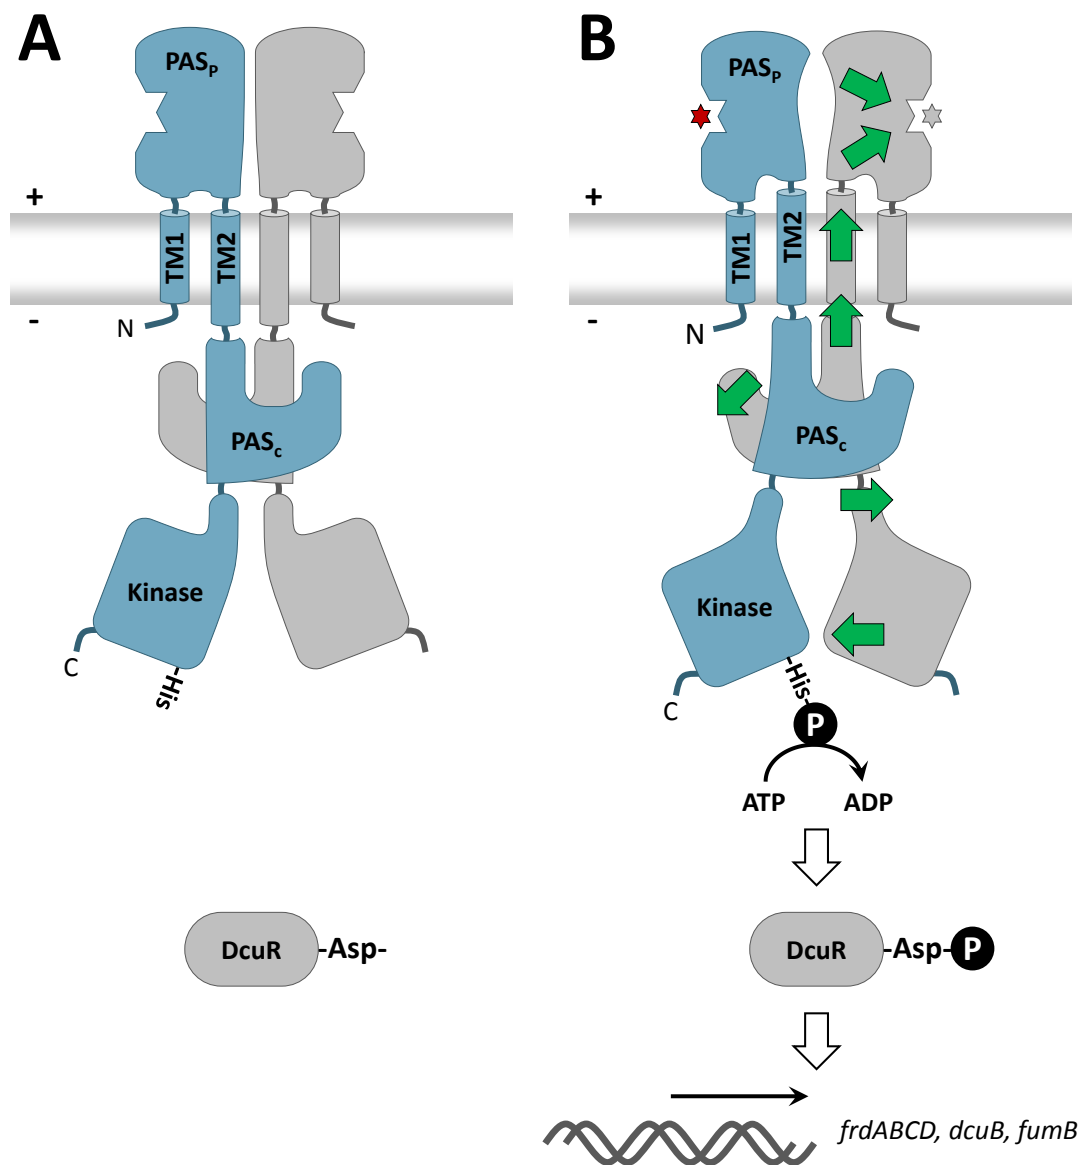 A
PASP
+
TM1
TM2
-
N
PASc
Kinase
C
-His
DcuR
-Asp-
B
PASP
+
TM1
TM2
-
N
PASc
Kinase
C
-His-
P
ATP
ADP
DcuR
-Asp-
P
frdABCD, dcuB, fumB